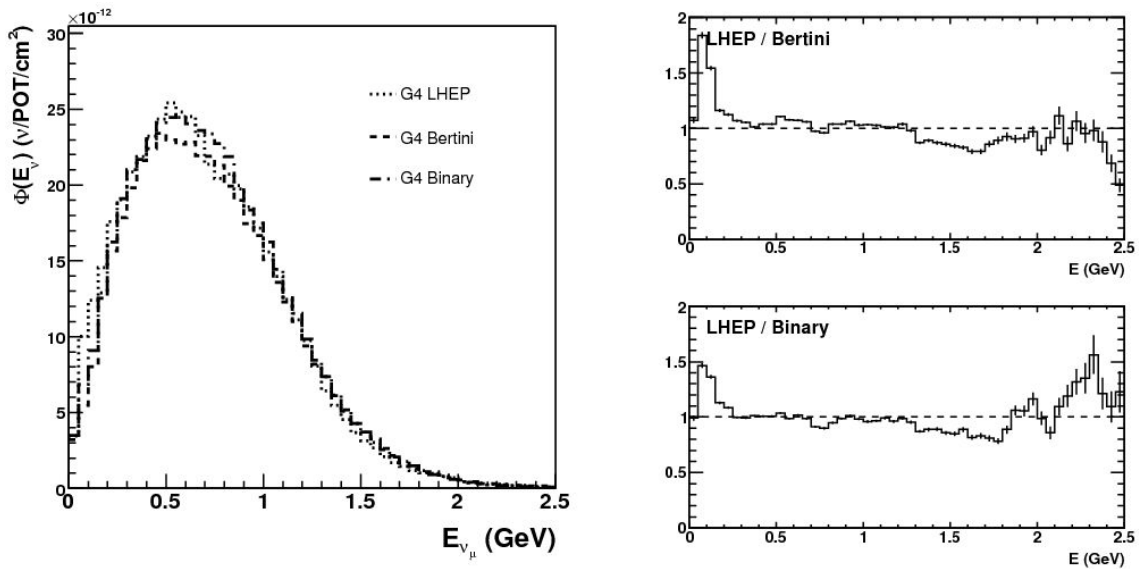 ×10⁻¹²
30
25
20
15
10
5
0
Φ(Eᵥ) (ν/POT/cm²)
G4 LHEP
G4 Bertini
G4 Binary
0 0.5 1 1.5 2 2.5
E_ν_μ (GeV)
LHEP / Bertini
2
1.5
1
0.5
0
0 0.5 1 1.5 2 2.5
E (GeV)
LHEP / Binary
2
1.5
1
0.5
0
0 0.5 1 1.5 2 2.5
E (GeV)